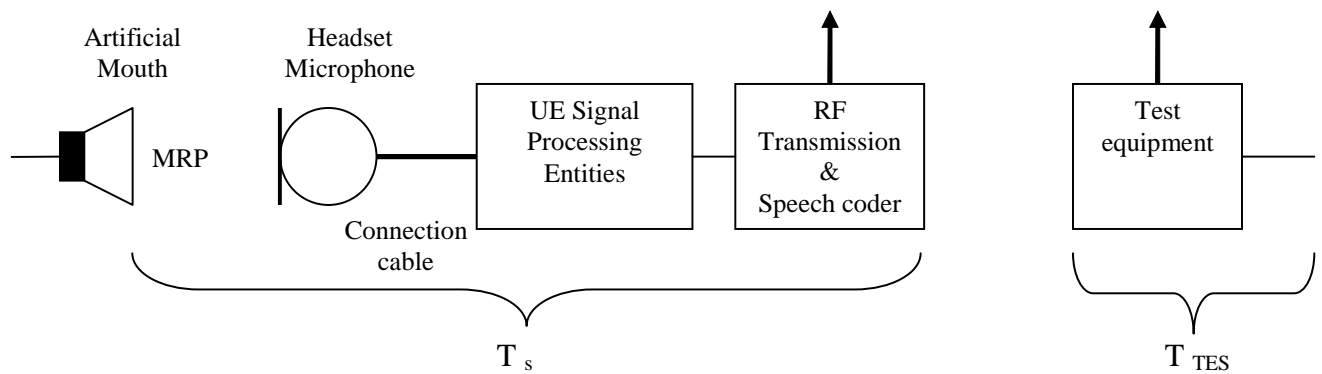 Artificial
Mouth
MRP
Headset
Microphone
Connection
cable
UE Signal
Processing
Entities
RF
Transmission
&
Speech coder
Test
equipment
T s
T TES